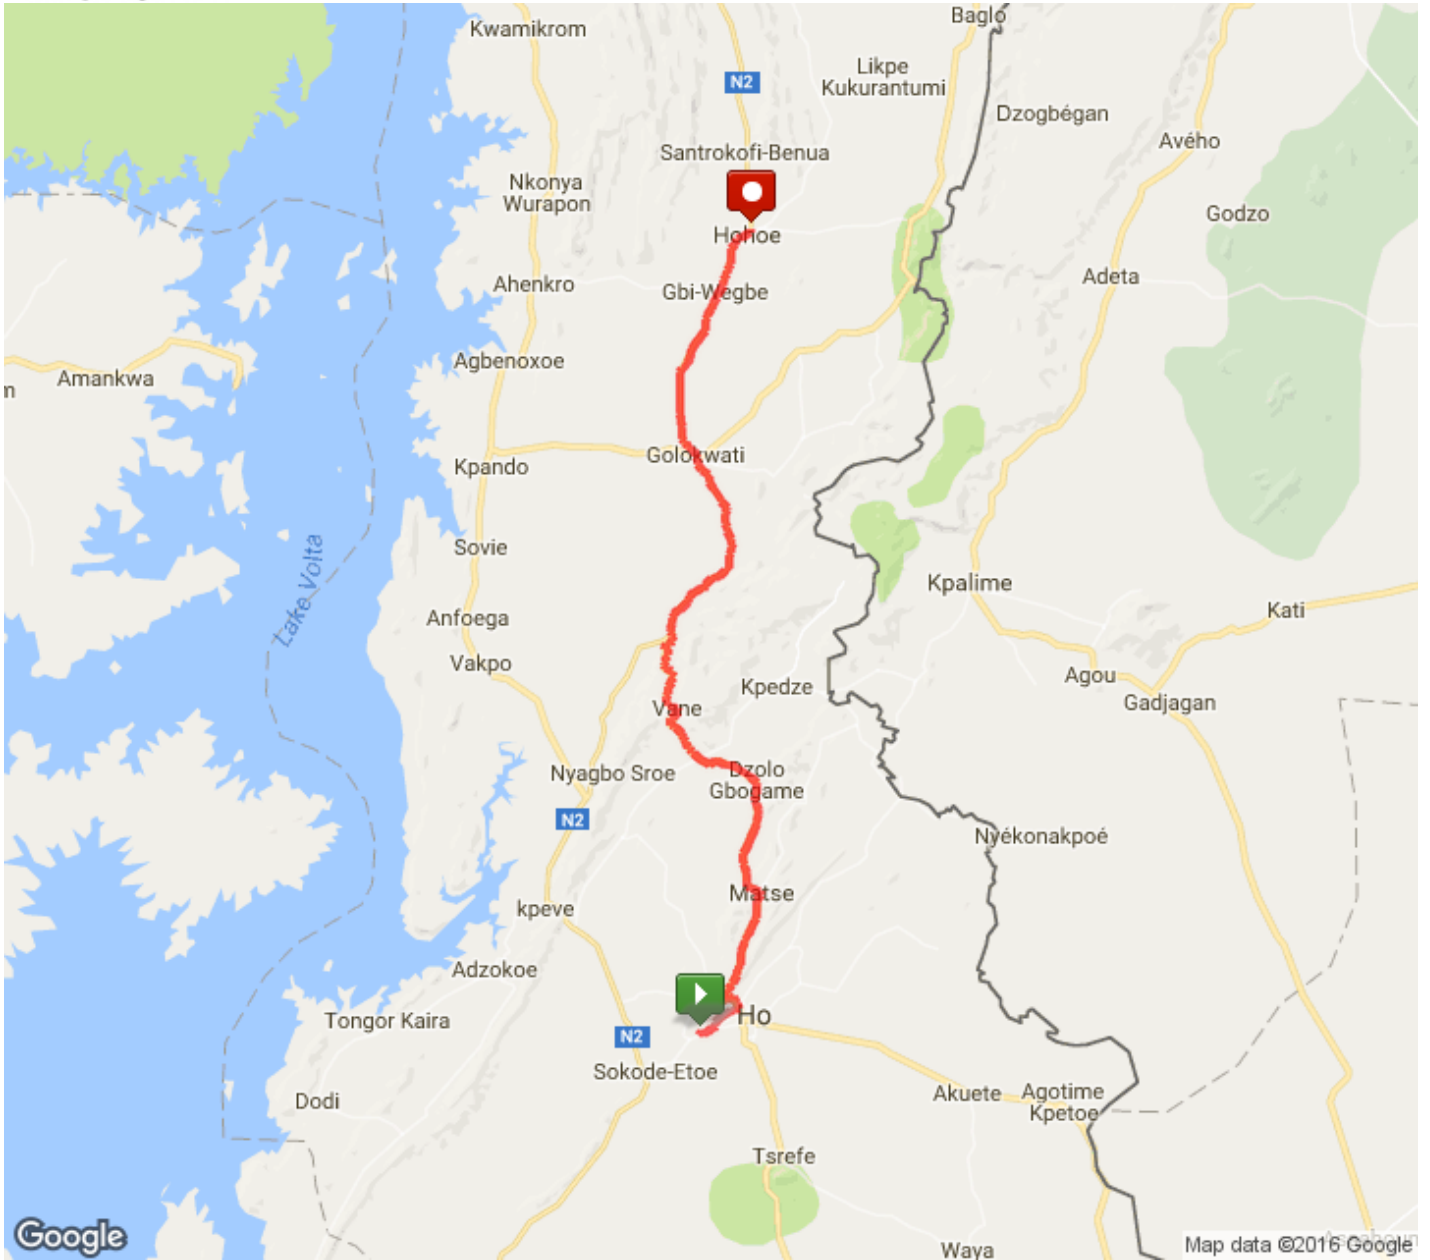 Kwamikrom
Baglo
N2
Likpe
Kukurantumi
Dzogbégan
Avého
Santrokofi-Benua
Nkonya
Wurapon
Godzo
Hohoe
Adeta
Ahenkro
Gbi-Wegbe
Agbenoxoe
Amankwa
m
Golokwati
Kpando
Lake Volta
Sovie
Kpalime
Kati
Anfoega
Vakpo
Agou
Kpedze
Gadjagan
Vane
Nyagbo Sroe
Dzolo
Gbogame
N2
Nyékonakpoé
Matse
kpeve
Adzokoe
Ho
Tongor Kaira
N2
Sokode-Etoe
Dodi
Akuete
Agotime
Kpetoe
Tsrefe
Waya
Google
Map data ©2016 Google